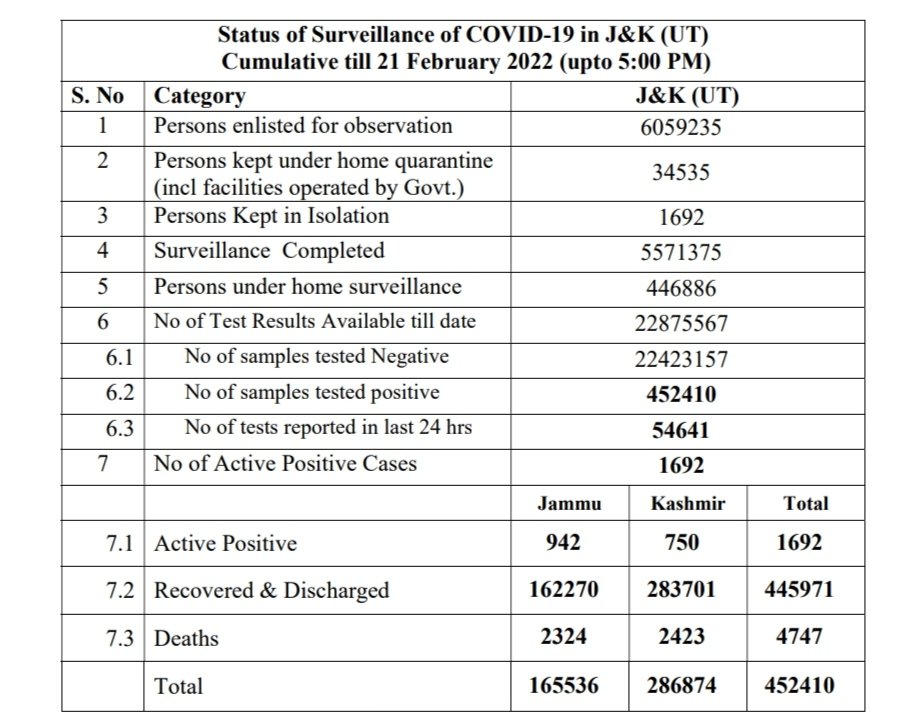 Status of Surveillance of COVID-19 in J&K (UT)
Cumulative till 21 February 2022 (upto 5:00 PM)
S. No Category J&K (UT)
1 Persons enlisted for observation 6059235
2 Persons kept under home quarantine (incl facilities operated by Govt.) 34535
3 Persons Kept in Isolation 1692
4 Surveillance Completed 5571375
5 Persons under home surveillance 446886
6 No of Test Results Available till date 22875567
6.1 No of samples tested Negative 22423157
6.2 No of samples tested positive 452410
6.3 No of tests reported in last 24 hrs 54641
7 No of Active Positive Cases 1692
Jammu Kashmir Total
7.1 Active Positive 942 750 1692
7.2 Recovered & Discharged 162270 283701 445971
7.3 Deaths 2324 2423 4747
Total 165536 286874 452410